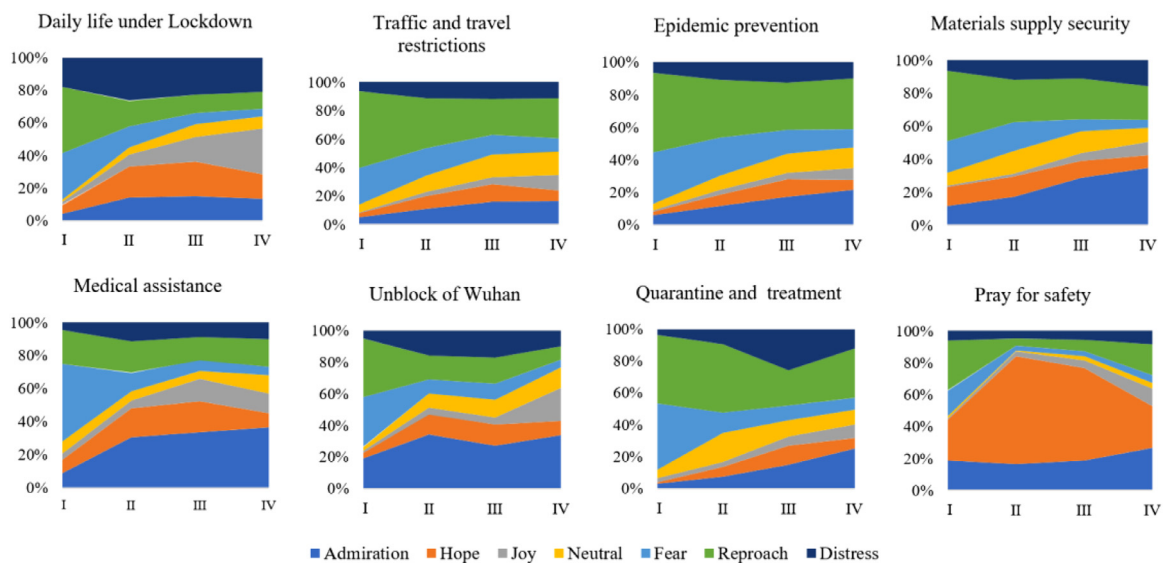 Daily life under Lockdown
100%
80%
60%
40%
20%
0%
I II III IV
Traffic and travel
restrictions
100%
80%
60%
40%
20%
0%
I II III IV
Epidemic prevention
100%
80%
60%
40%
20%
0%
I II III IV
Materials supply security
100%
80%
60%
40%
20%
0%
I II III IV
Medical assistance
100%
80%
60%
40%
20%
0%
I II III IV
Unblock of Wuhan
100%
80%
60%
40%
20%
0%
I II III IV
Quarantine and treatment
100%
80%
60%
40%
20%
0%
I II III IV
Pray for safety
100%
80%
60%
40%
20%
0%
I II III IV
Admiration Hope Joy Neutral Fear Reproach Distress